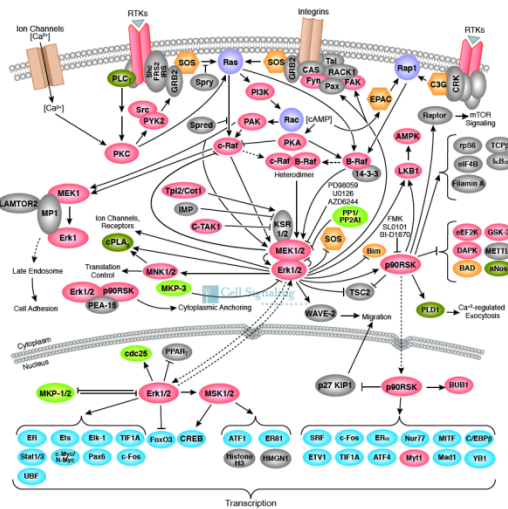 Ion Channels
[Ca²⁺]
RTKs
Integrins
RTKs
Shc
FRS2
IRS
GRB2
SOS
Ras
SOS
GRB2
CAS
Tal
RACK1
Fyn
FAK
Pax
Rap1
C3G
CRK
PLCγ
Spry
PI3K
EPAC
[Ca²⁺]
Src
PYK2
Spred
PAK
Rac
[cAMP]
Raptor
mTOR
Signaling
PKC
c-Raf
PKA
c-Raf
B-Raf
Heterodimer
B-Raf
14-3-3
AMPK
LKB1
rpS6
TCPβ
eIF4B
IκBα
Filamin A
LAMTOR2
MEK1
MP1
Erk1
Tpl2/Cot1
IMP
C-TAK1
KSR
1/2
PD98059
U0126
AZD6244
PP1/
PP2A
FMK
SL0101
BI-D1870
Ion Channels,
Receptors
cPLA₂
MEK1/2
SOS
Late Endosome
Cell Adhesion
Translation
Control
MNK1/2
Erk1/2
Bim
p90RSK
eEF2K
GSK-3
DAPK
METTL
BAD
nNos
Erk1/2
p90RSK
PEA-15
MKP-3
Cytoplasmic Anchoring
Cell Signaling
TSC2
WAVE-2
Migration
PLD1
Ca⁺²-regulated
Exocytosis
Cytoplasm
Nucleus
cdc25
PPARγ
p27 KIP1
MKP-1/2
Erk1/2
MSK1/2
p90RSK
BUB1
ER
Ets
Elk-1
TIF1A
FoxO3
CREB
ATF1
ER81
SRF
c-Fos
ERα
Nur77
MITF
C/EBPβ
Stat1/3
c-Myc/
N-Myc
Pax6
c-Fos
Histone
H3
HMGN1
ETV1
TIF1A
ATF4
Myt1
Mad1
YB1
UBF
Transcription